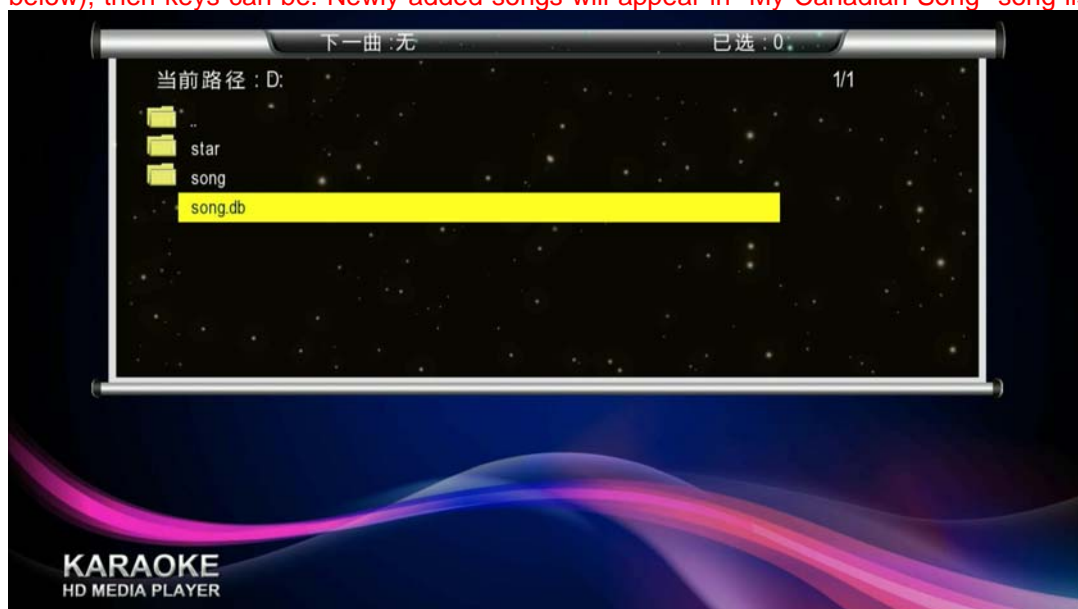 below), then keys can be. Newly added songs will appear in "My Canadian Song" song li
下一曲 :无 已选 : 0
当前路径 : D: 1/1
..
star
song
song.db
KARAOKE
HD MEDIA PLAYER